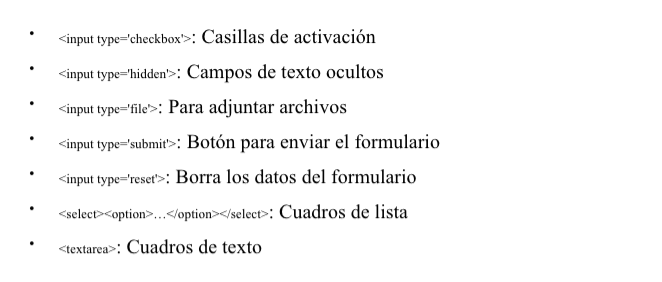 • <input type='checkbox'>: Casillas de activación
• <input type='hidden'>: Campos de texto ocultos
• <input type='file'>: Para adjuntar archivos
• <input type='submit'>: Botón para enviar el formulario
• <input type='reset'>: Borra los datos del formulario
• <select><option>…</option></select>: Cuadros de lista
• <textarea>: Cuadros de texto